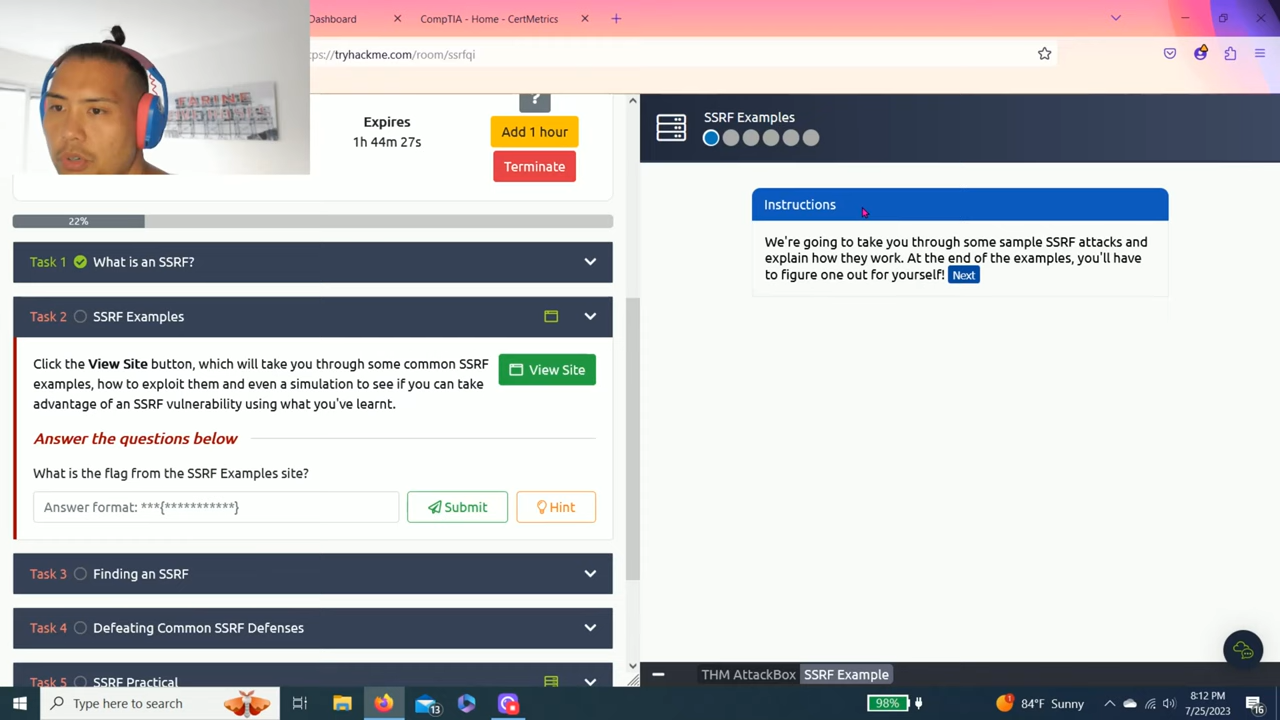 Dashboard
CompTIA - Home - CertMetrics
tryhackme.com/room/ssrfqi
?
Expires
1h 44m 27s
Add 1 hour
Terminate
22%
Task 1 What is an SSRF?
Task 2 SSRF Examples
Click the View Site button, which will take you through some common SSRF
examples, how to exploit them and even a simulation to see if you can take
advantage of an SSRF vulnerability using what you've learnt.
View Site
Answer the questions below
What is the flag from the SSRF Examples site?
Answer format: ***{***********}
Submit
Hint
Task 3 Finding an SSRF
Task 4 Defeating Common SSRF Defenses
Task 5 SSRF Practical
SSRF Examples
Instructions
We're going to take you through some sample SSRF attacks and
explain how they work. At the end of the examples, you'll have
to figure one out for yourself! Next
THM AttackBox SSRF Example
Type here to search
13
98%
1
84°F Sunny
8:12 PM
7/25/2023
16